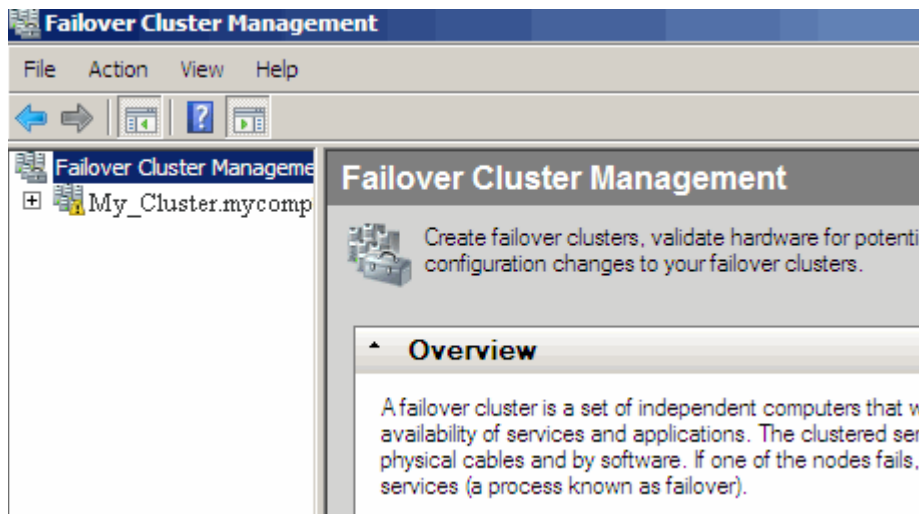 Failover Cluster Management
File Action View Help
Failover Cluster Manageme
My_Cluster.mycomp
Failover Cluster Management
Create failover clusters, validate hardware for potenti
configuration changes to your failover clusters.
Overview
A failover cluster is a set of independent computers that w
availability of services and applications. The clustered ser
physical cables and by software. If one of the nodes fails,
services (a process known as failover).